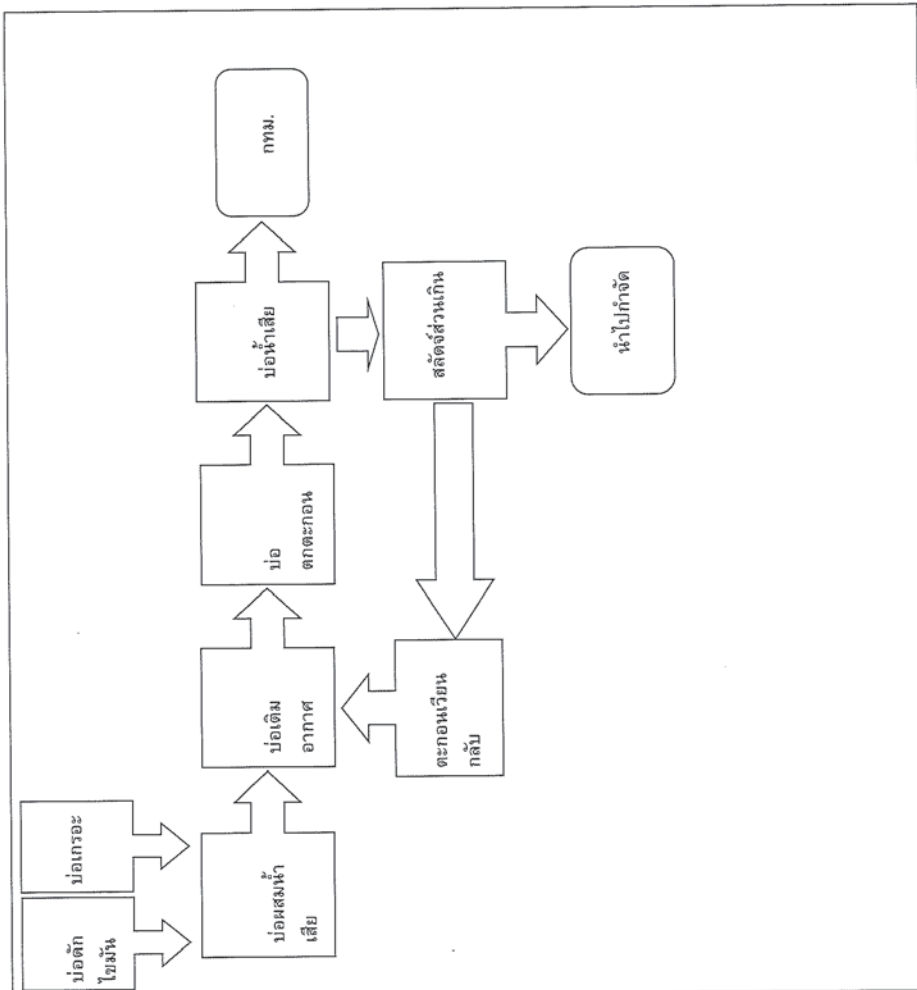 บ่อดัก
ไขมัน
บ่อเกรอะ
บ่อผสมน้ำ
เสีย
บ่อเติม
อากาศ
บ่อ
ตกตะกอน
บ่อน้ำเสีย
กทม.
ตะกอนเวียน
กลับ
สลัดจ์ส่วนเกิน
นำไปกำจัด